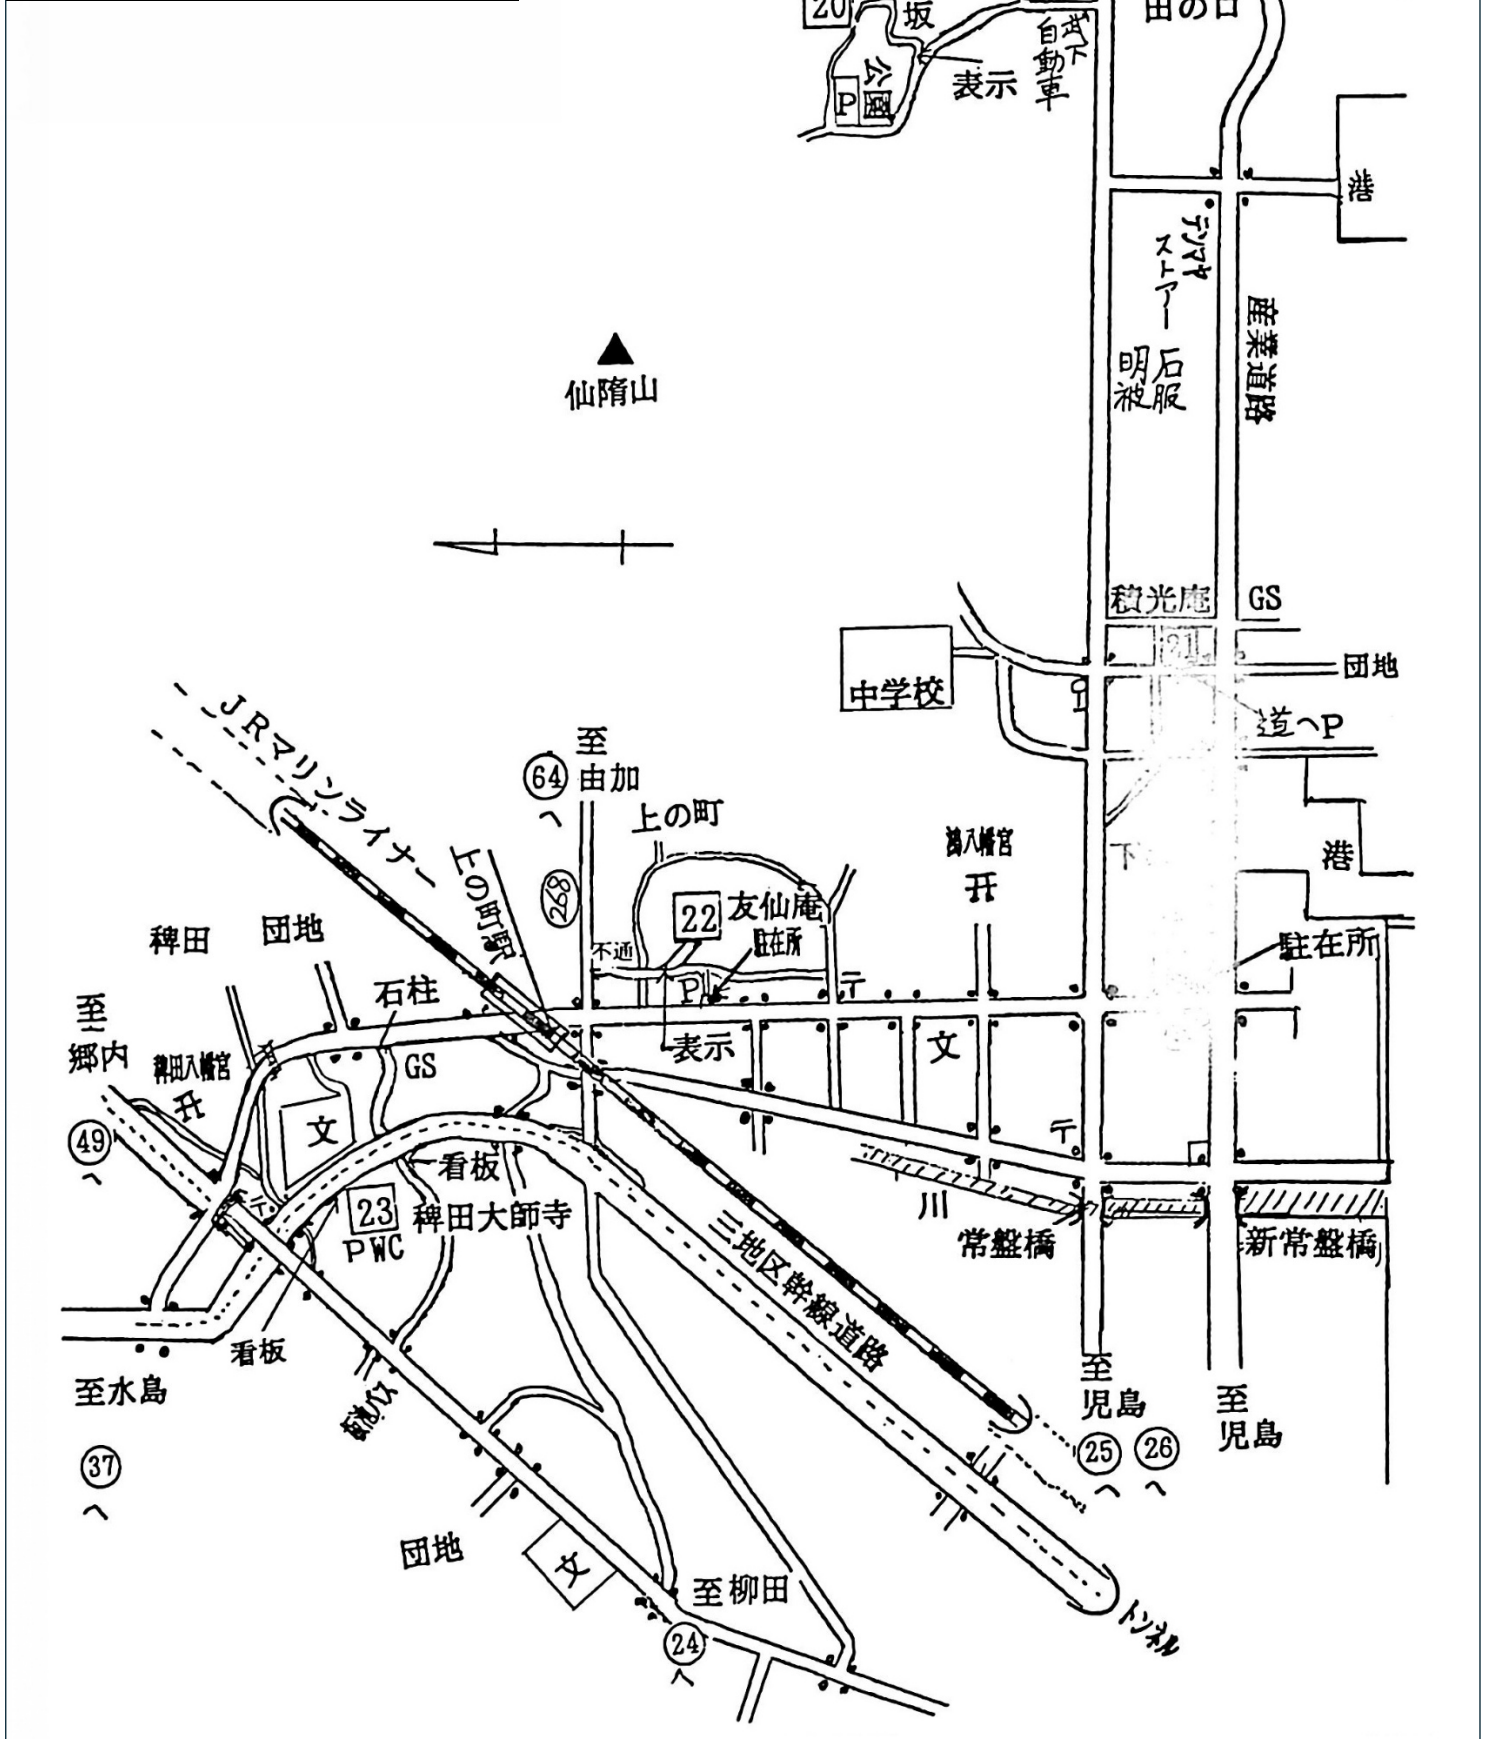 20
坂
田の口
公園
P
表示
武下
自動車
港
テンマヤ
ストアー
産業道路
明石
被服
仙隋山
積光庵
GS
21
団地
中学校
道へP
JRマリンライナー
至
由加
64
へ
上の町
上の町駅
268
鴻八幡宮
下
港
22
友仙庵
駐在所
不通
P
〒
駐在所
稗田
団地
石柱
至
郷内
稗田八幡宮
GS
表示
文
文
49
へ
看板
〒
〒
23
稗田大師寺
P WC
川
常盤橋
新常盤橋
三地区幹線道路
看板
至水島
37
へ
至
児島
至
児島
25
26
へ
へ
団地
文
至柳田
24
へ
トンネル